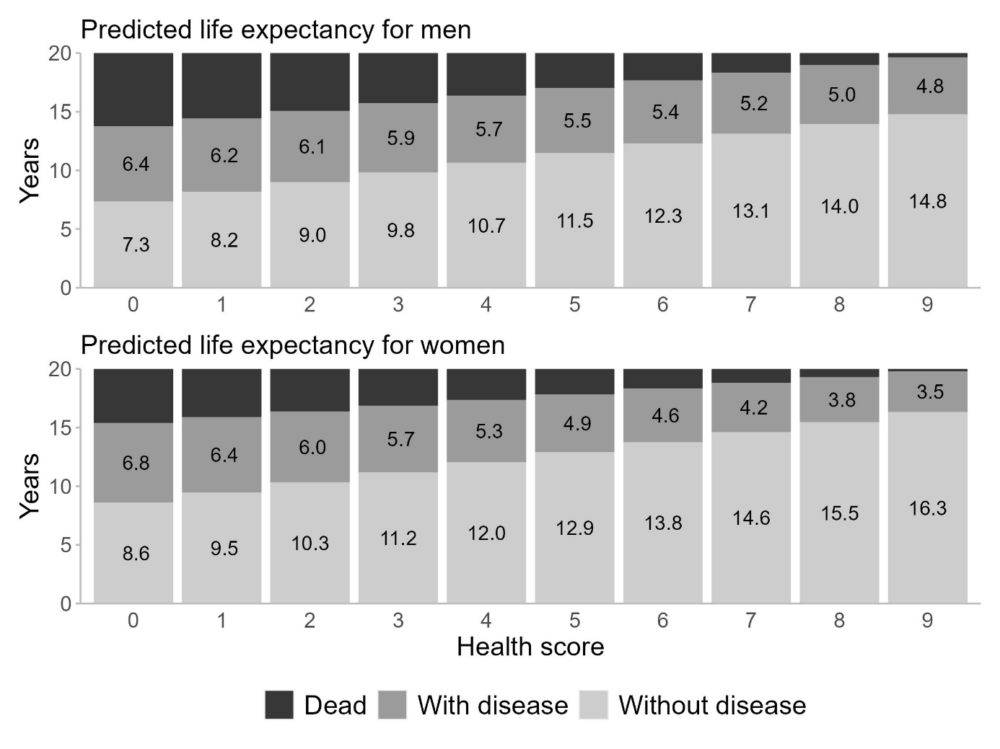 Predicted life expectancy for men
20
15
10
5
0
Years
6.4 6.2 6.1 5.9 5.7 5.5 5.4 5.2 5.0 4.8
7.3 8.2 9.0 9.8 10.7 11.5 12.3 13.1 14.0 14.8
0 1 2 3 4 5 6 7 8 9
Predicted life expectancy for women
20
15
10
5
0
Years
6.8 6.4 6.0 5.7 5.3 4.9 4.6 4.2 3.8 3.5
8.6 9.5 10.3 11.2 12.0 12.9 13.8 14.6 15.5 16.3
0 1 2 3 4 5 6 7 8 9
Health score
Dead With disease Without disease